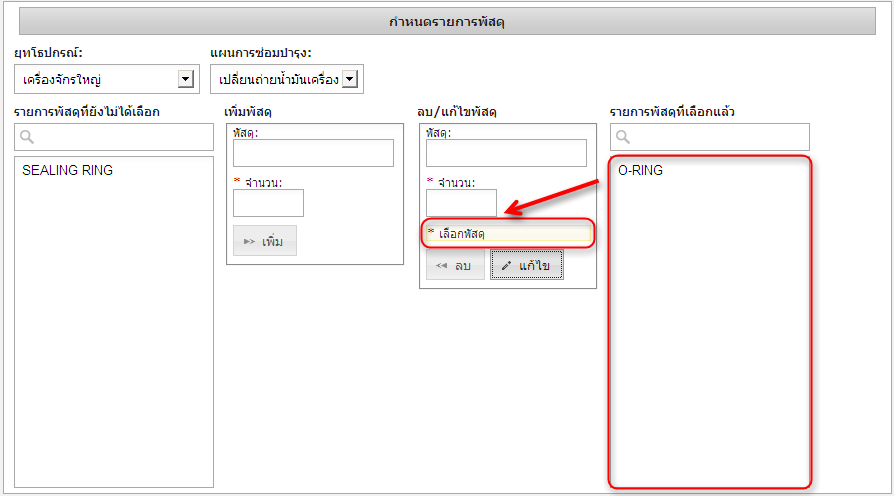 กำหนดรายการพัสดุ
ยุทโธปกรณ์: แผนการซ่อมบำรุง:
เครื่องจักรใหญ่ เปลี่ยนถ่ายน้ำมันเครื่อง
รายการพัสดุที่ยังไม่ได้เลือก เพิ่มพัสดุ ลบ/แก้ไขพัสดุ รายการพัสดุที่เลือกแล้ว
พัสดุ: พัสดุ:
SEALING RING O-RING
* จำนวน: * จำนวน:
* เลือกพัสดุ
เพิ่ม
ลบ แก้ไข